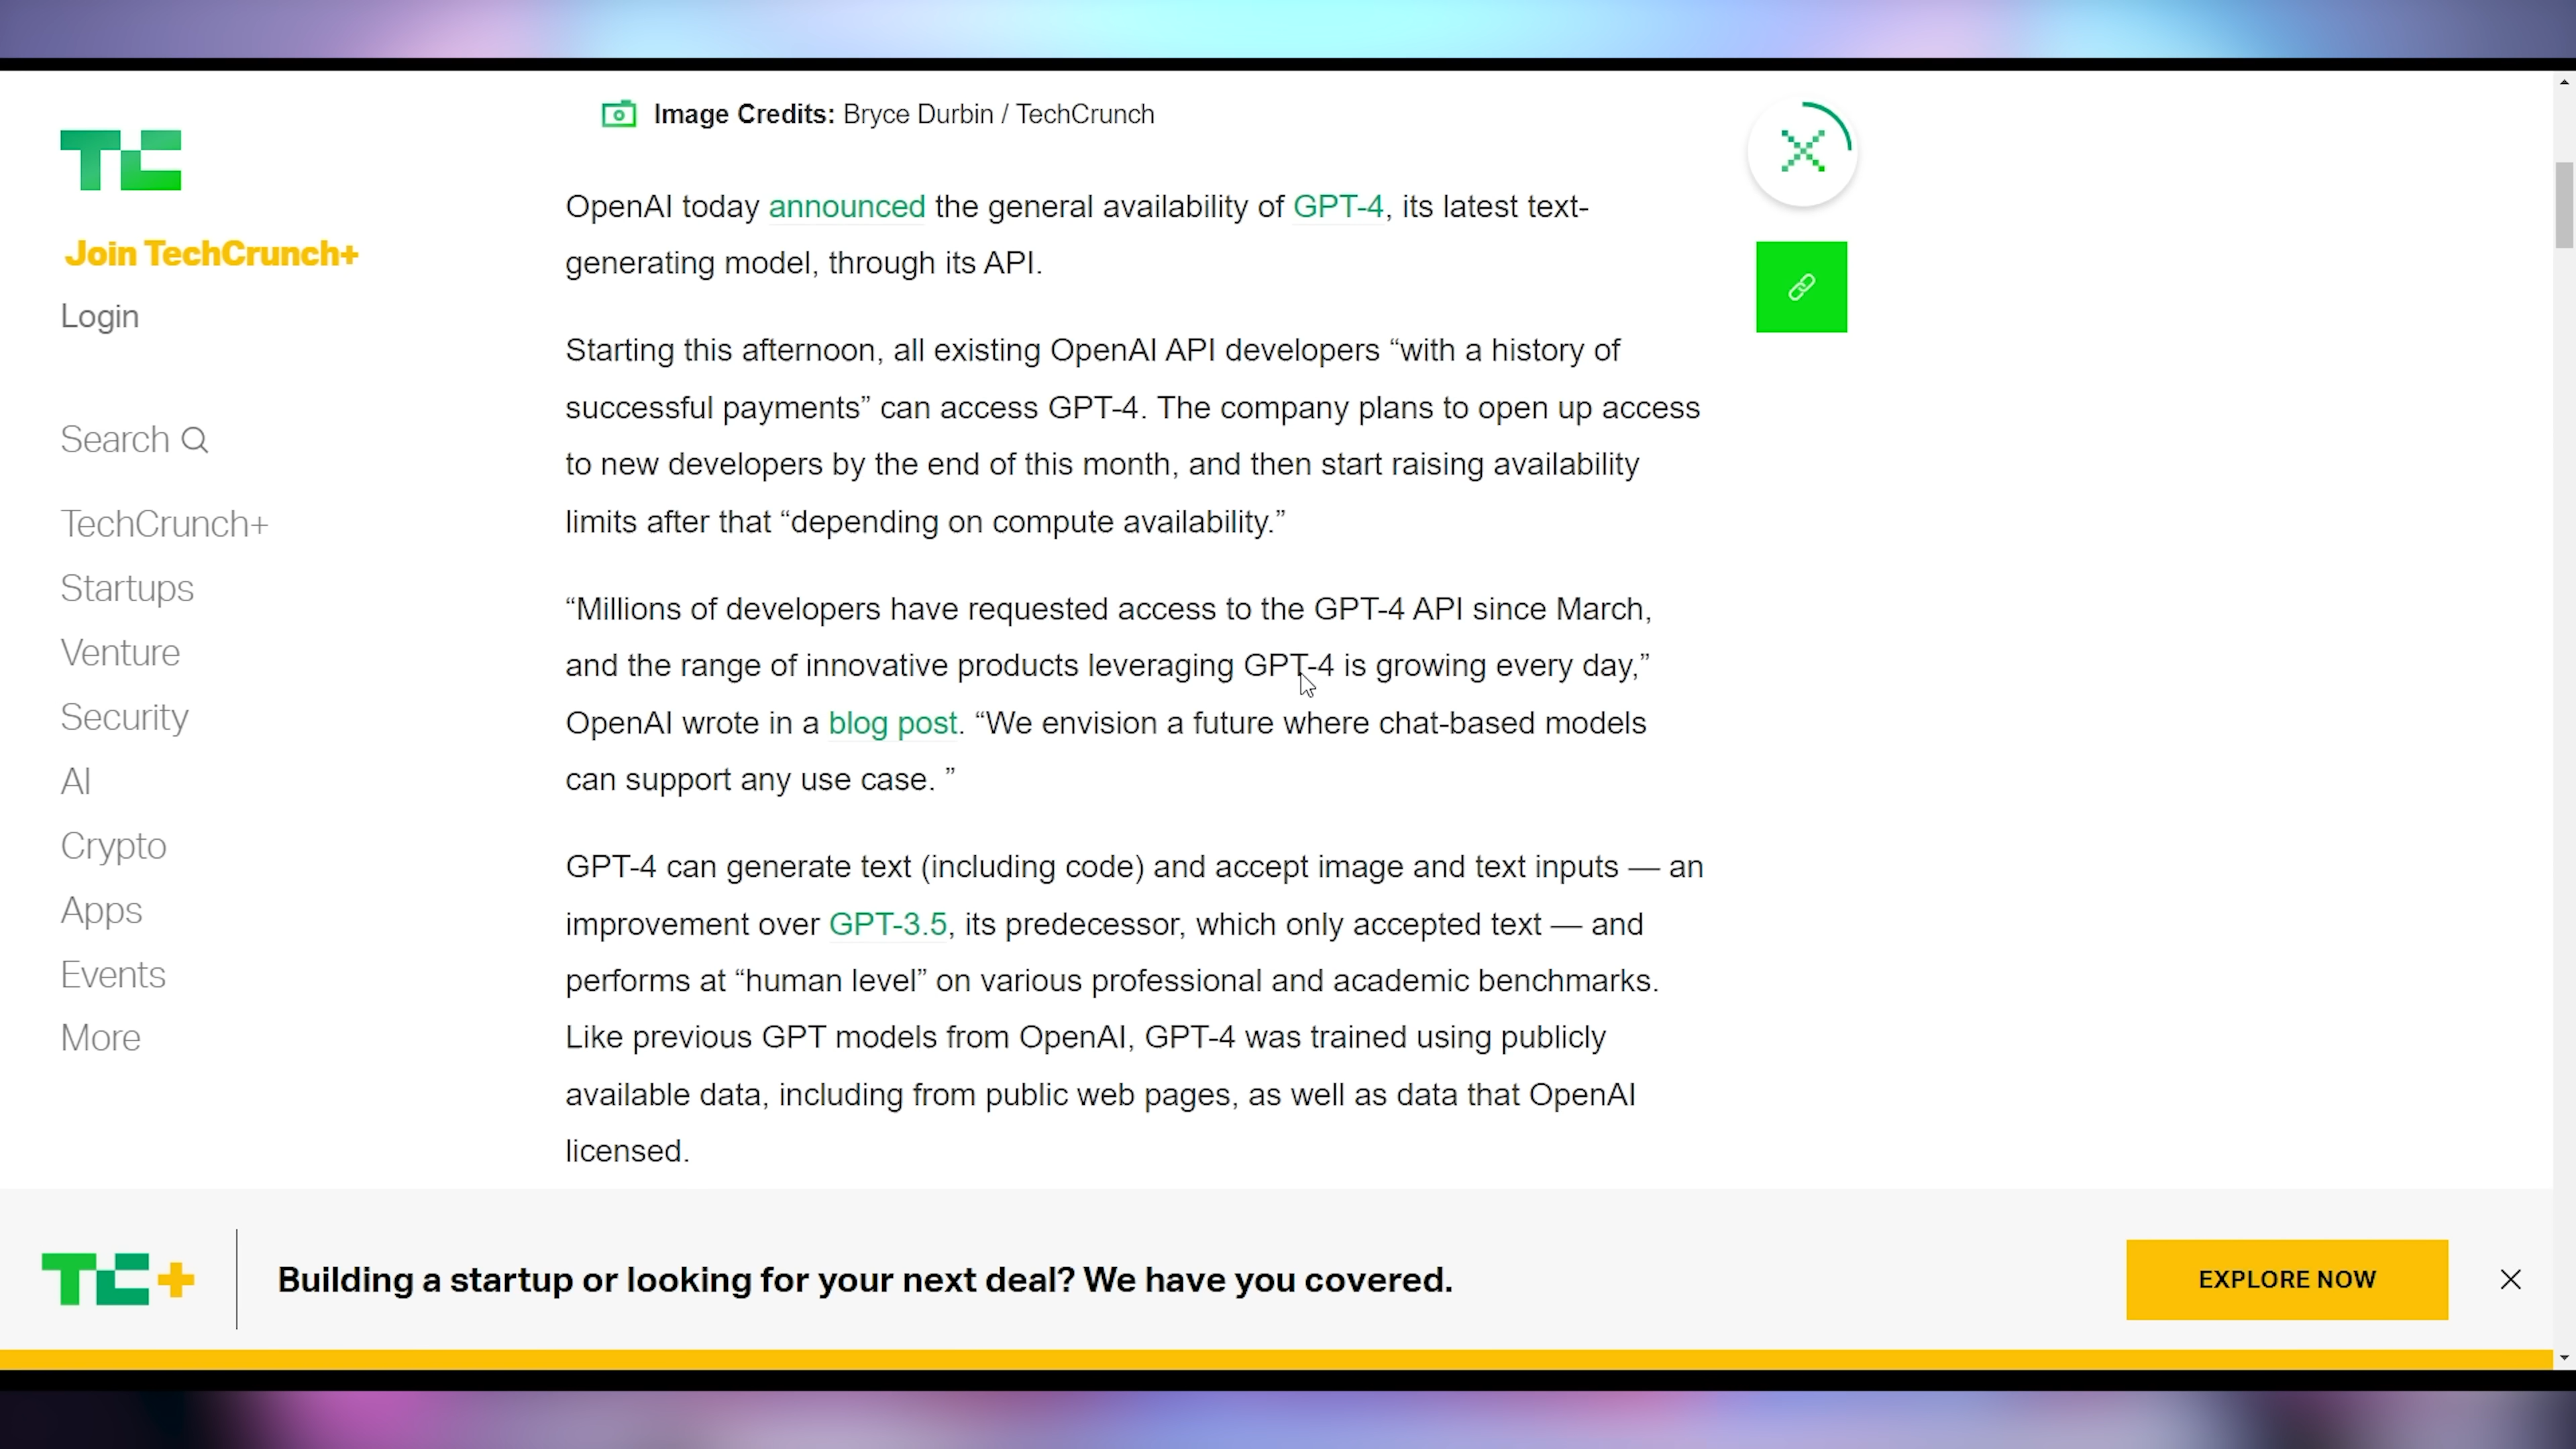 TC
Join TechCrunch+
Login
Search
TechCrunch+
Startups
Venture
Security
AI
Crypto
Apps
Events
More
Image Credits: Bryce Durbin / TechCrunch
OpenAI today announced the general availability of GPT-4, its latest text-
generating model, through its API.
Starting this afternoon, all existing OpenAI API developers “with a history of
successful payments” can access GPT-4. The company plans to open up access
to new developers by the end of this month, and then start raising availability
limits after that “depending on compute availability.”
“Millions of developers have requested access to the GPT-4 API since March,
and the range of innovative products leveraging GPT-4 is growing every day,”
OpenAI wrote in a blog post. “We envision a future where chat-based models
can support any use case. ”
GPT-4 can generate text (including code) and accept image and text inputs — an
improvement over GPT-3.5, its predecessor, which only accepted text — and
performs at “human level” on various professional and academic benchmarks.
Like previous GPT models from OpenAI, GPT-4 was trained using publicly
available data, including from public web pages, as well as data that OpenAI
licensed.
TC+
Building a startup or looking for your next deal? We have you covered.
EXPLORE NOW